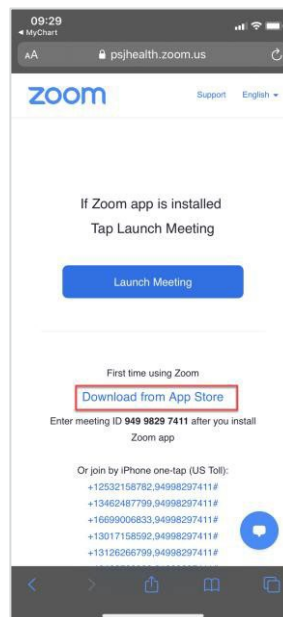 09:29
MyChart
AA psjhealth.zoom.us
zoom Support English
If Zoom app is installed
Tap Launch Meeting
Launch Meeting
First time using Zoom
Download from App Store
Enter meeting ID 949 9829 7411 after you install
Zoom app
Or join by iPhone one-tap (US Toll):
+12532158782,94998297411#
+13462487799,94998297411#
+16699006833,94998297411#
+13017158592,94998297411#
+13126266799,94998297411#